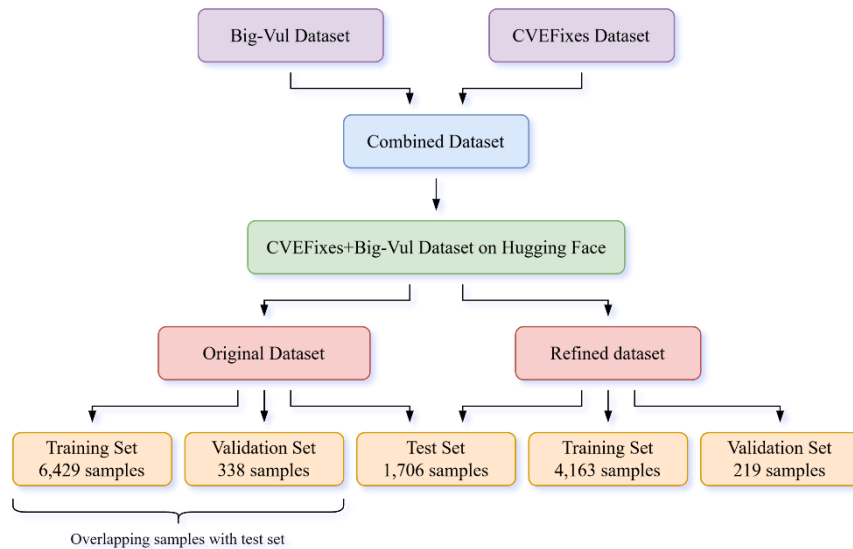 Big-Vul Dataset
CVEFixes Dataset
Combined Dataset
CVEFixes+Big-Vul Dataset on Hugging Face
Original Dataset
Refined dataset
Training Set
6,429 samples
Validation Set
338 samples
Test Set
1,706 samples
Training Set
4,163 samples
Validation Set
219 samples
Overlapping samples with test set